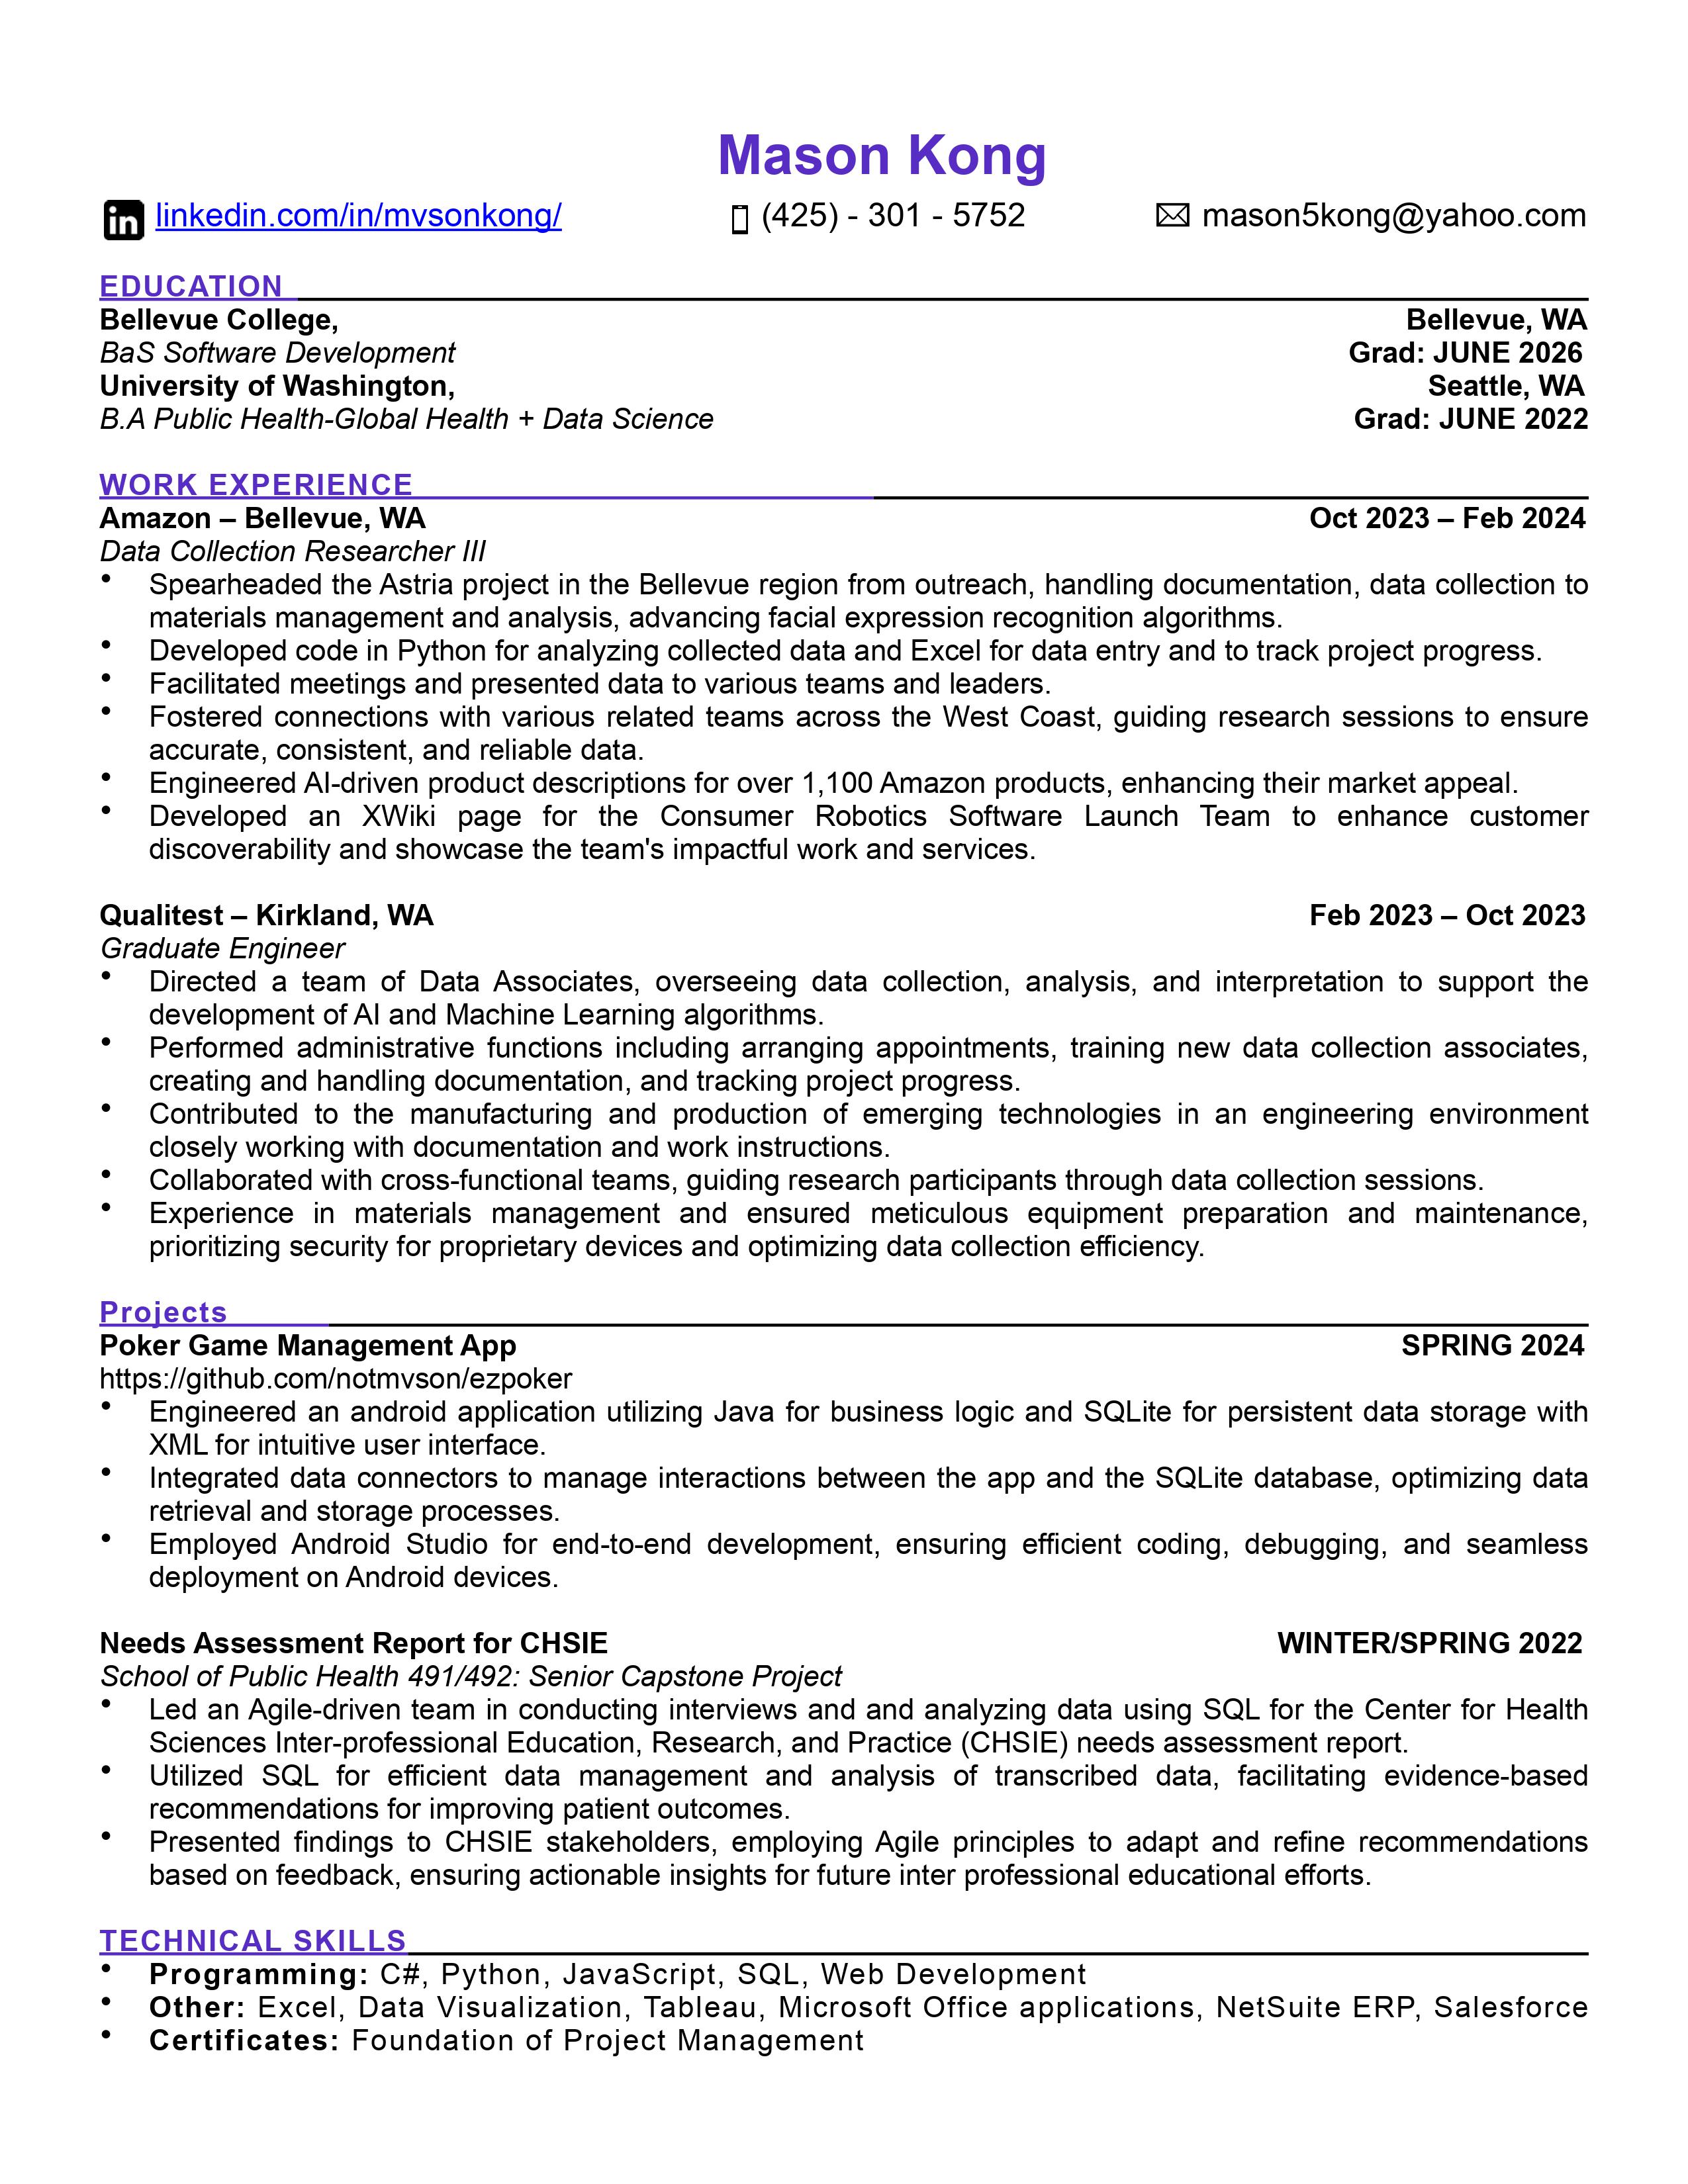 Mason Kong
in linkedin.com/in/mvsonkong/ (425) - 301 - 5752 mason5kong@yahoo.com
EDUCATION
Bellevue College, Bellevue, WA
BaS Software Development Grad: JUNE 2026
University of Washington, Seattle, WA
B.A Public Health-Global Health + Data Science Grad: JUNE 2022
WORK EXPERIENCE
Amazon – Bellevue, WA Oct 2023 – Feb 2024
Data Collection Researcher III
• Spearheaded the Astria project in the Bellevue region from outreach, handling documentation, data collection to
materials management and analysis, advancing facial expression recognition algorithms.
• Developed code in Python for analyzing collected data and Excel for data entry and to track project progress.
• Facilitated meetings and presented data to various teams and leaders.
• Fostered connections with various related teams across the West Coast, guiding research sessions to ensure
accurate, consistent, and reliable data.
• Engineered AI-driven product descriptions for over 1,100 Amazon products, enhancing their market appeal.
• Developed an XWiki page for the Consumer Robotics Software Launch Team to enhance customer
discoverability and showcase the team's impactful work and services.
Qualitest – Kirkland, WA Feb 2023 – Oct 2023
Graduate Engineer
• Directed a team of Data Associates, overseeing data collection, analysis, and interpretation to support the
development of AI and Machine Learning algorithms.
• Performed administrative functions including arranging appointments, training new data collection associates,
creating and handling documentation, and tracking project progress.
• Contributed to the manufacturing and production of emerging technologies in an engineering environment
closely working with documentation and work instructions.
• Collaborated with cross-functional teams, guiding research participants through data collection sessions.
• Experience in materials management and ensured meticulous equipment preparation and maintenance,
prioritizing security for proprietary devices and optimizing data collection efficiency.
Projects
Poker Game Management App SPRING 2024
https://github.com/notmvson/ezpoker
• Engineered an android application utilizing Java for business logic and SQLite for persistent data storage with
XML for intuitive user interface.
• Integrated data connectors to manage interactions between the app and the SQLite database, optimizing data
retrieval and storage processes.
• Employed Android Studio for end-to-end development, ensuring efficient coding, debugging, and seamless
deployment on Android devices.
Needs Assessment Report for CHSIE WINTER/SPRING 2022
School of Public Health 491/492: Senior Capstone Project
• Led an Agile-driven team in conducting interviews and and analyzing data using SQL for the Center for Health
Sciences Inter-professional Education, Research, and Practice (CHSIE) needs assessment report.
• Utilized SQL for efficient data management and analysis of transcribed data, facilitating evidence-based
recommendations for improving patient outcomes.
• Presented findings to CHSIE stakeholders, employing Agile principles to adapt and refine recommendations
based on feedback, ensuring actionable insights for future inter professional educational efforts.
TECHNICAL SKILLS
• Programming: C#, Python, JavaScript, SQL, Web Development
• Other: Excel, Data Visualization, Tableau, Microsoft Office applications, NetSuite ERP, Salesforce
• Certificates: Foundation of Project Management